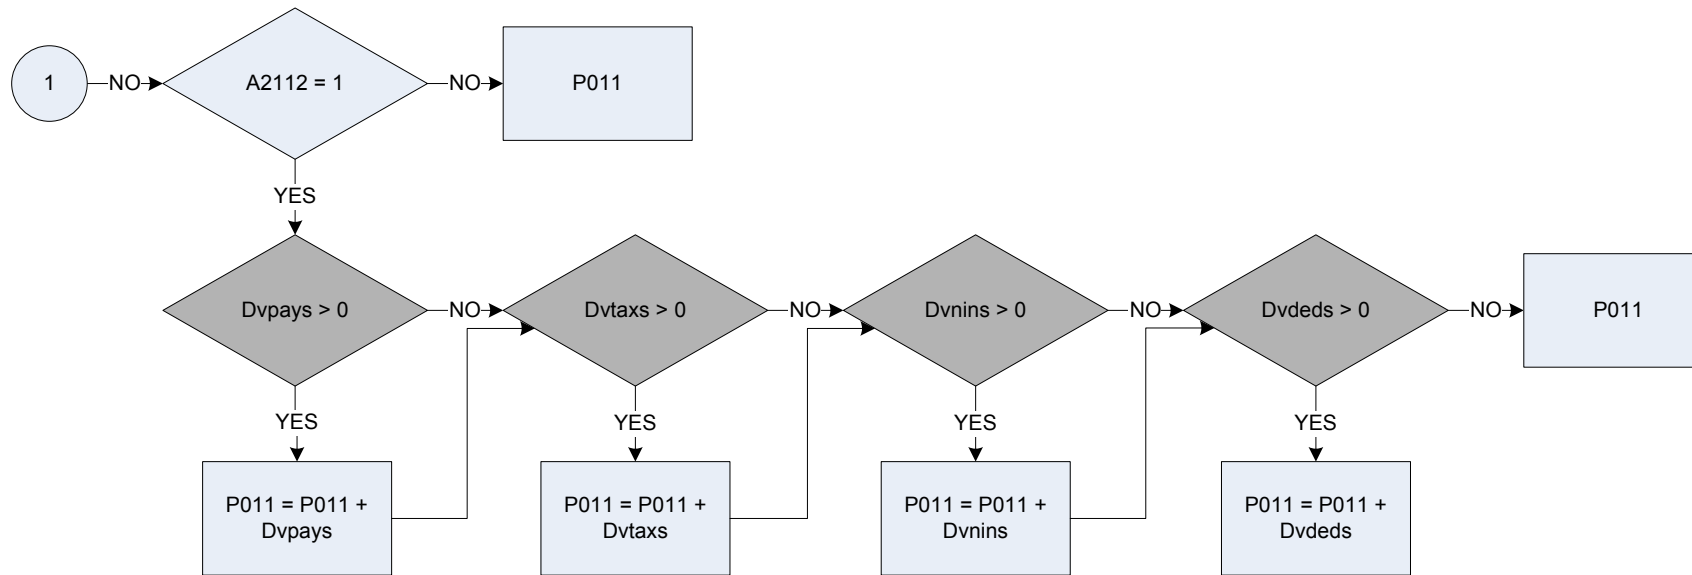 1
NO
A2112 = 1
NO
P011
YES
Dvpays > 0
NO
Dvtaxs > 0
NO
Dvnins > 0
NO
Dvdeds > 0
NO
P011
YES
YES
YES
YES
P011 = P011 +
Dvpays
P011 = P011 +
Dvtaxs
P011 = P011 +
Dvnins
P011 = P011 +
Dvdeds